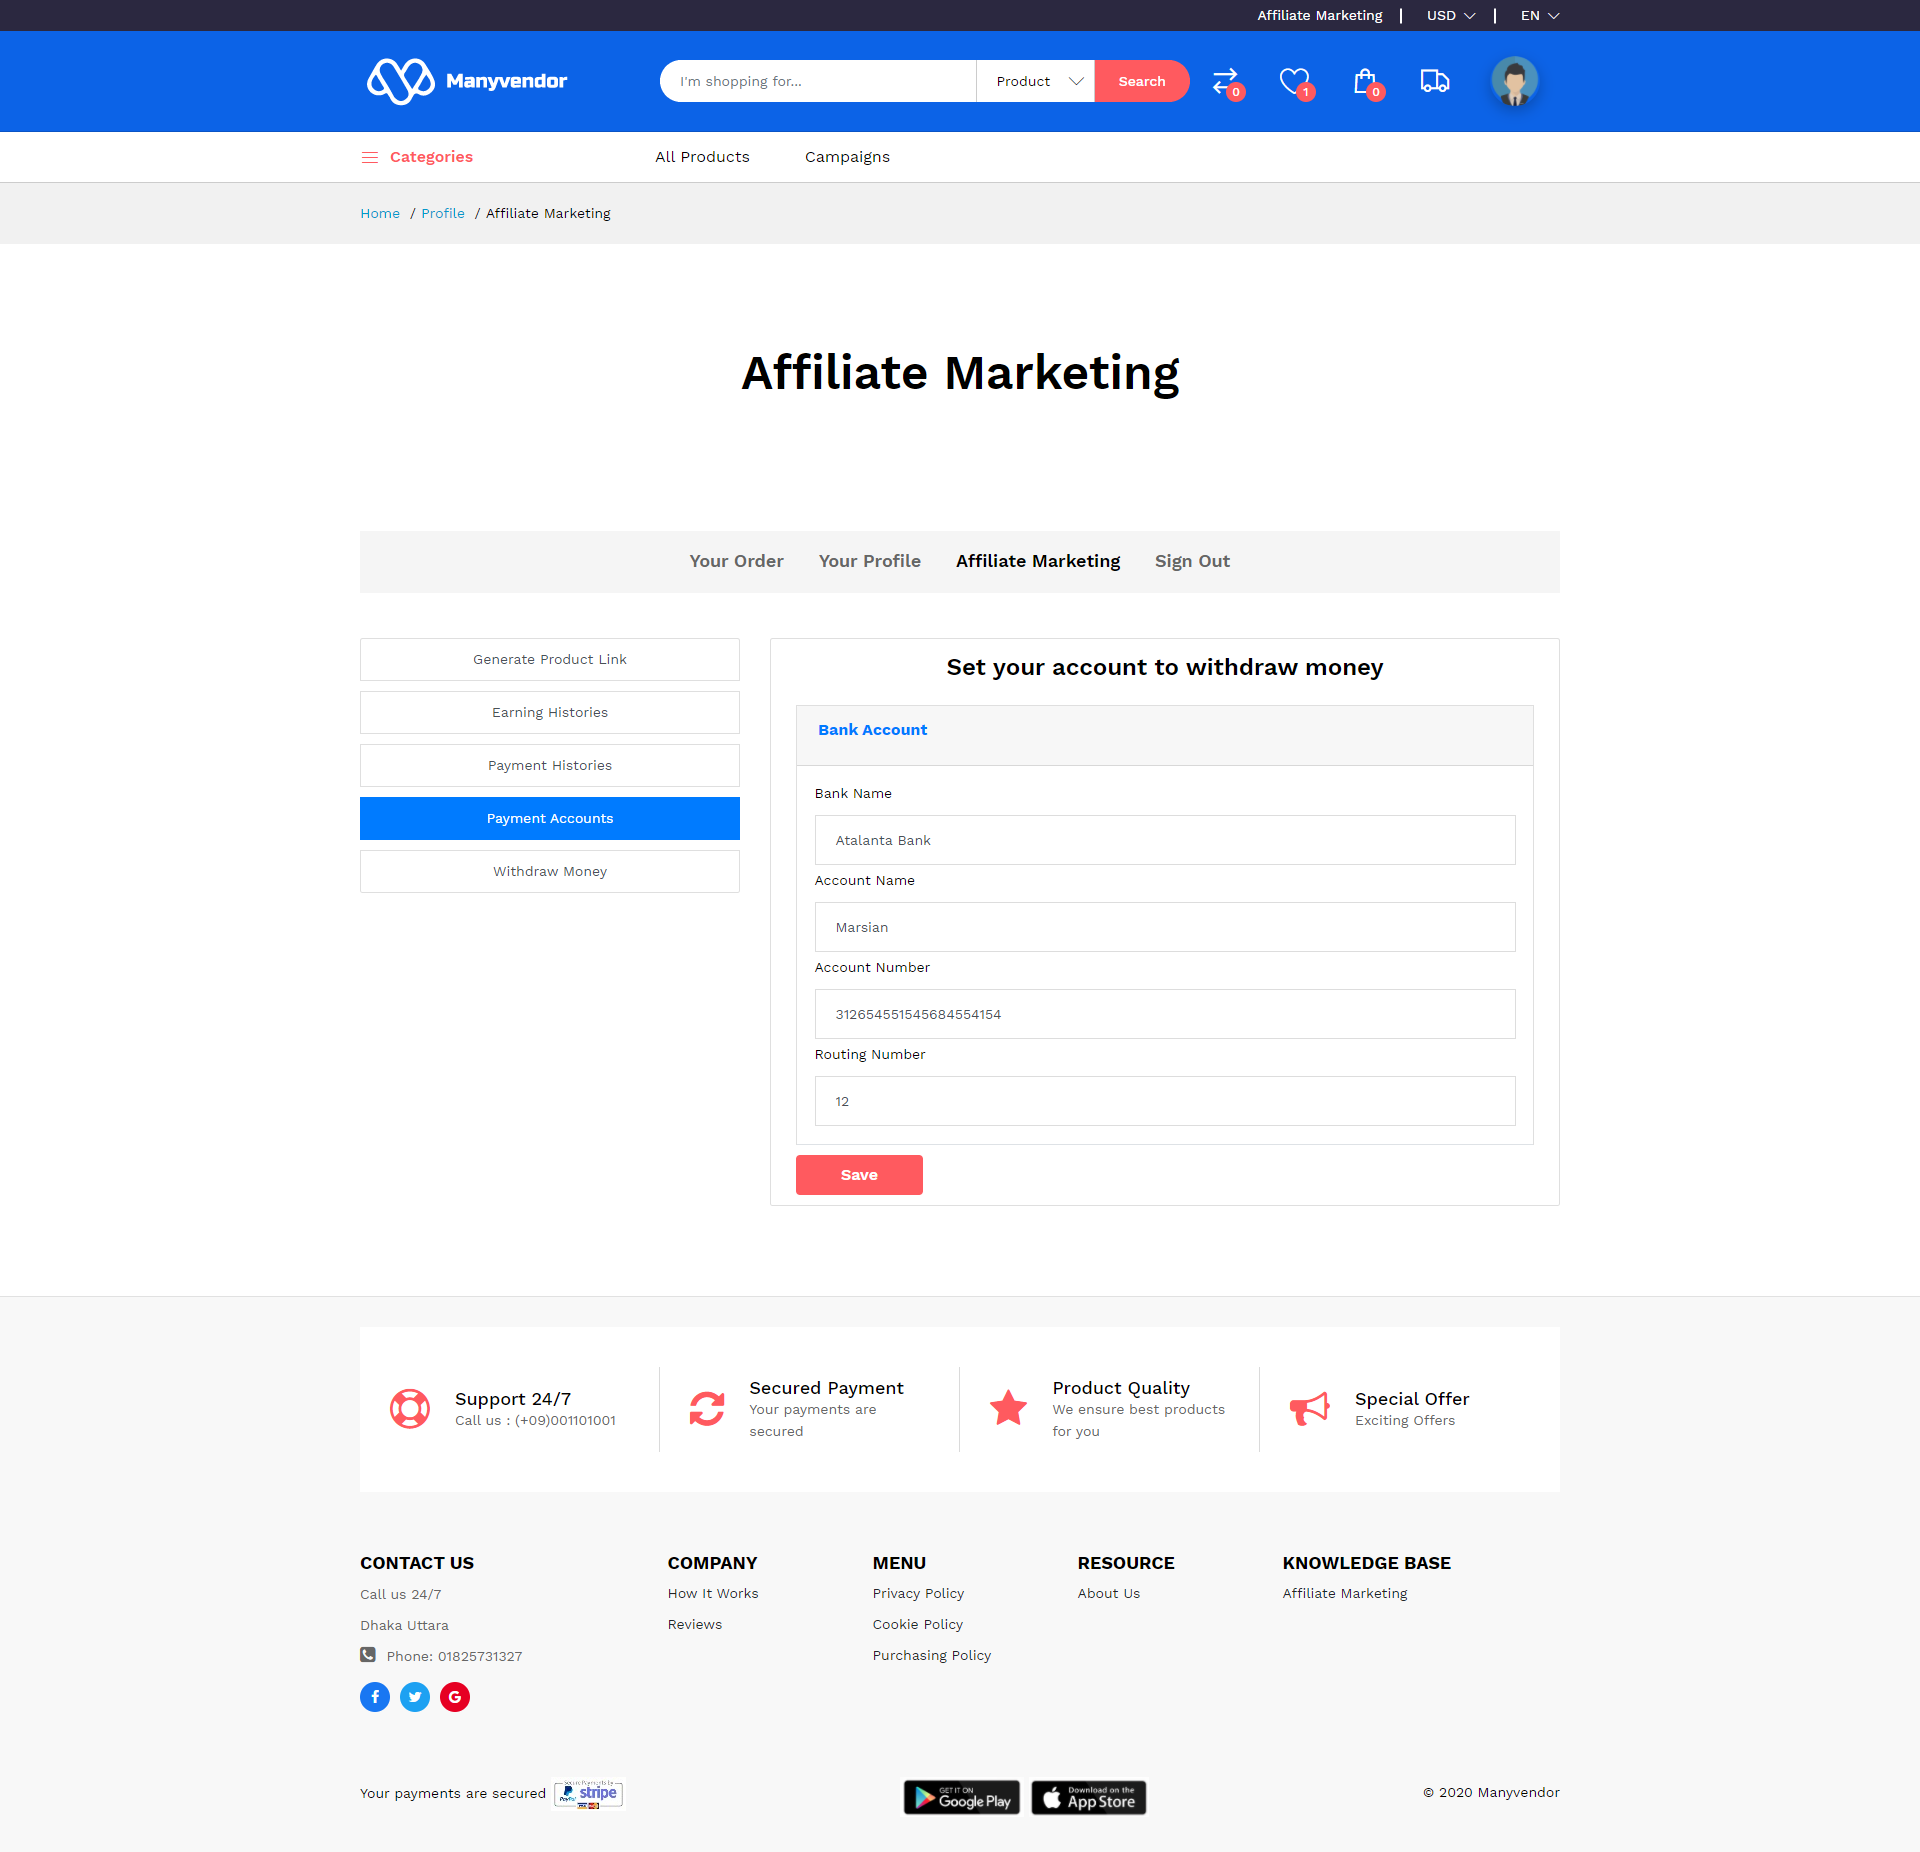 Affiliate Marketing | USD | EN
Manyvendor
I'm shopping for...
Product
Search
0
1
0
Categories
All Products
Campaigns
Home / Profile / Affiliate Marketing
Affiliate Marketing
Your Order
Your Profile
Affiliate Marketing
Sign Out
Generate Product Link
Earning Histories
Payment Histories
Payment Accounts
Withdraw Money
Set your account to withdraw money
Bank Account
Bank Name
Atalanta Bank
Account Name
Marsian
Account Number
312654551545684554154
Routing Number
12
Save
Support 24/7
Call us : (+09)001101001
Secured Payment
Your payments are
secured
Product Quality
We ensure best products
for you
Special Offer
Exciting Offers
CONTACT US
Call us 24/7
Dhaka Uttara
Phone: 01825731327
COMPANY
How It Works
Reviews
MENU
Privacy Policy
Cookie Policy
Purchasing Policy
RESOURCE
About Us
KNOWLEDGE BASE
Affiliate Marketing
Your payments are secured
Secure Payments by
PayPal
stripe
GET IT ON
Google Play
Download on the
App Store
© 2020 Manyvendor